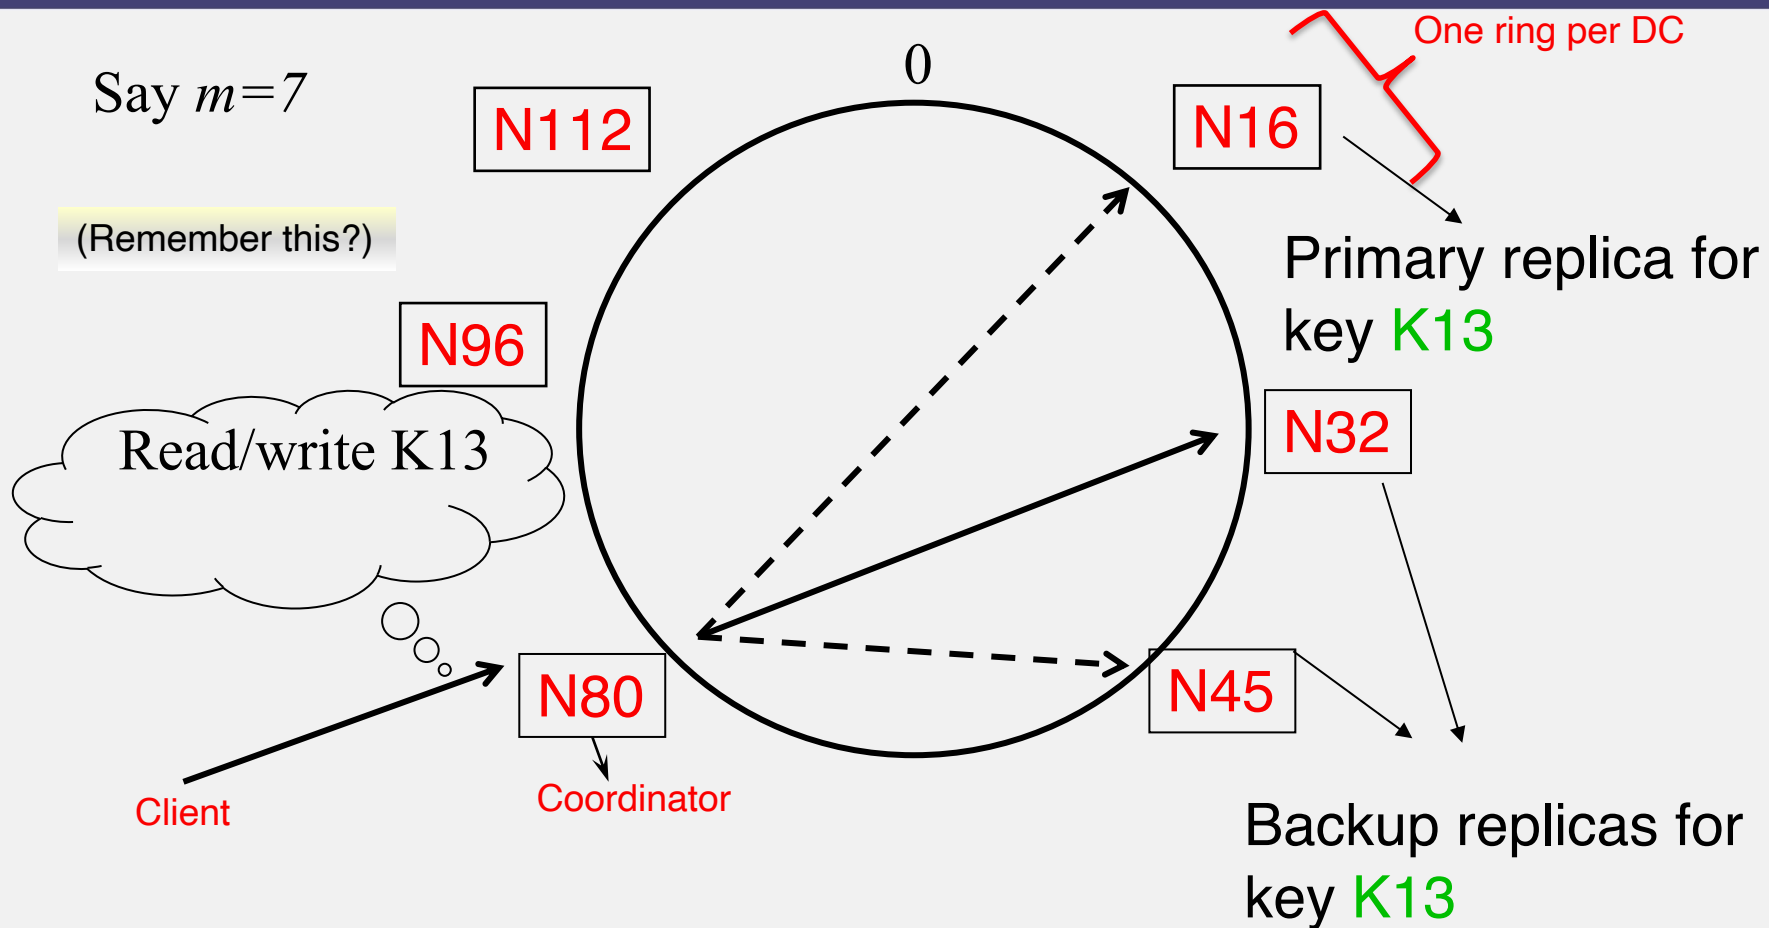 One ring per DC
0
Say m=7
N112
N16
(Remember this?)
Primary replica for
key K13
N96
N32
Read/write K13
N80
N45
Client
Coordinator
Backup replicas for
key K13